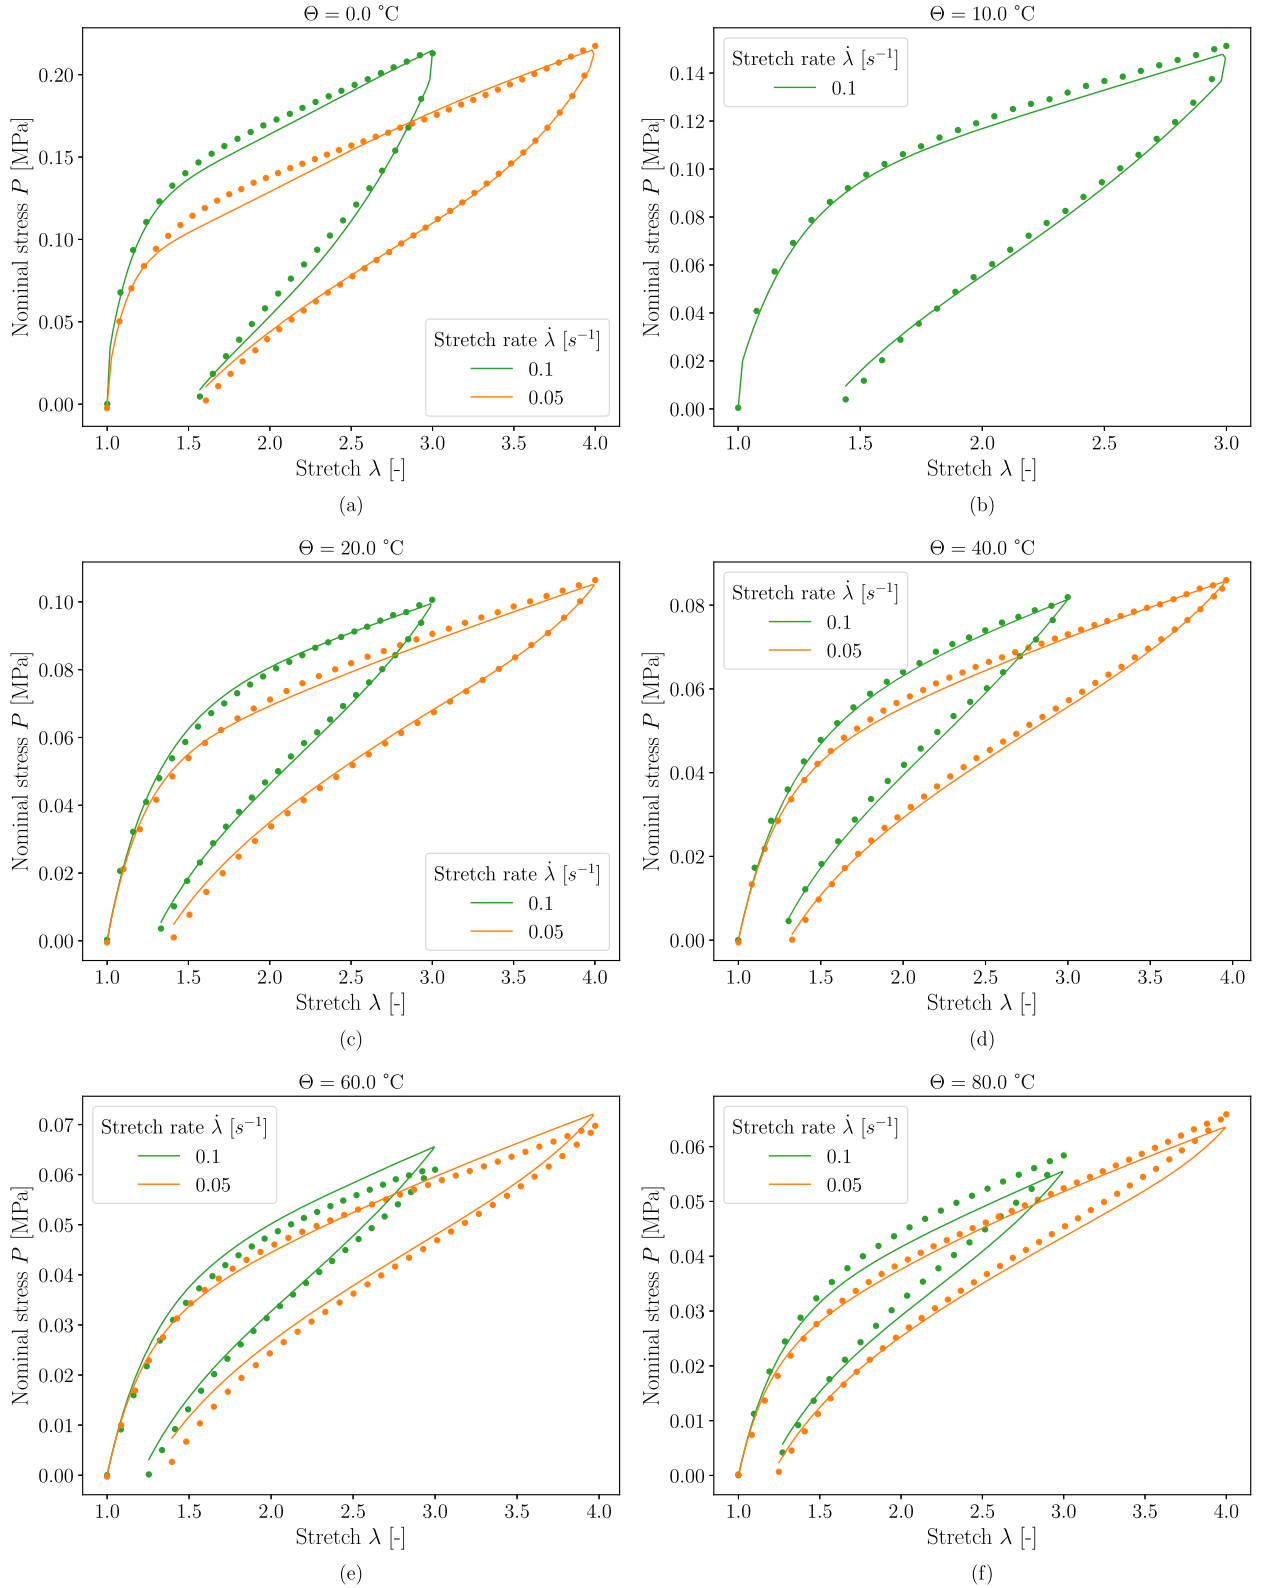 Θ = 0.0 °C
Nominal stress P [MPa]
0.20
0.15
0.10
0.05
0.00
Stretch rate λ̇ [s⁻¹]
0.1
0.05
1.0 1.5 2.0 2.5 3.0 3.5 4.0
Stretch λ [-]
(a)
Θ = 10.0 °C
Nominal stress P [MPa]
0.14
0.12
0.10
0.08
0.06
0.04
0.02
0.00
Stretch rate λ̇ [s⁻¹]
0.1
1.0 1.5 2.0 2.5 3.0
Stretch λ [-]
(b)
Θ = 20.0 °C
Nominal stress P [MPa]
0.10
0.08
0.06
0.04
0.02
0.00
Stretch rate λ̇ [s⁻¹]
0.1
0.05
1.0 1.5 2.0 2.5 3.0 3.5 4.0
Stretch λ [-]
(c)
Θ = 40.0 °C
Nominal stress P [MPa]
0.08
0.06
0.04
0.02
0.00
Stretch rate λ̇ [s⁻¹]
0.1
0.05
1.0 1.5 2.0 2.5 3.0 3.5 4.0
Stretch λ [-]
(d)
Θ = 60.0 °C
Nominal stress P [MPa]
0.07
0.06
0.05
0.04
0.03
0.02
0.01
0.00
Stretch rate λ̇ [s⁻¹]
0.1
0.05
1.0 1.5 2.0 2.5 3.0 3.5 4.0
Stretch λ [-]
(e)
Θ = 80.0 °C
Nominal stress P [MPa]
0.06
0.05
0.04
0.03
0.02
0.01
0.00
Stretch rate λ̇ [s⁻¹]
0.1
0.05
1.0 1.5 2.0 2.5 3.0 3.5 4.0
Stretch λ [-]
(f)